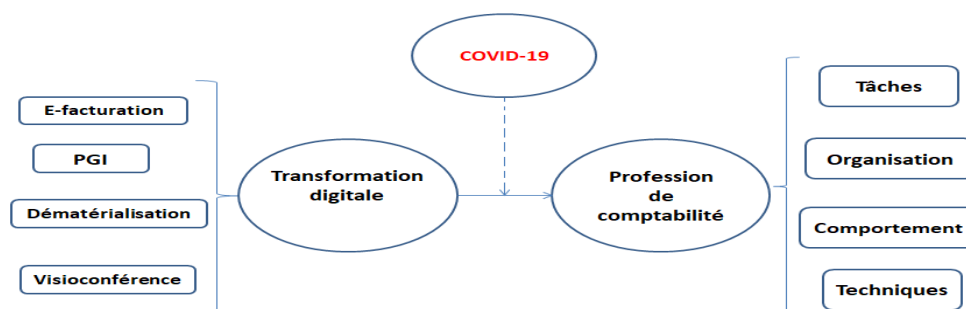 COVID-19
E-facturation
PGI
Dématérialisation
Visioconférence
Transformation
digitale
Profession
de
comptabilité
Tâches
Organisation
Comportement
Techniques